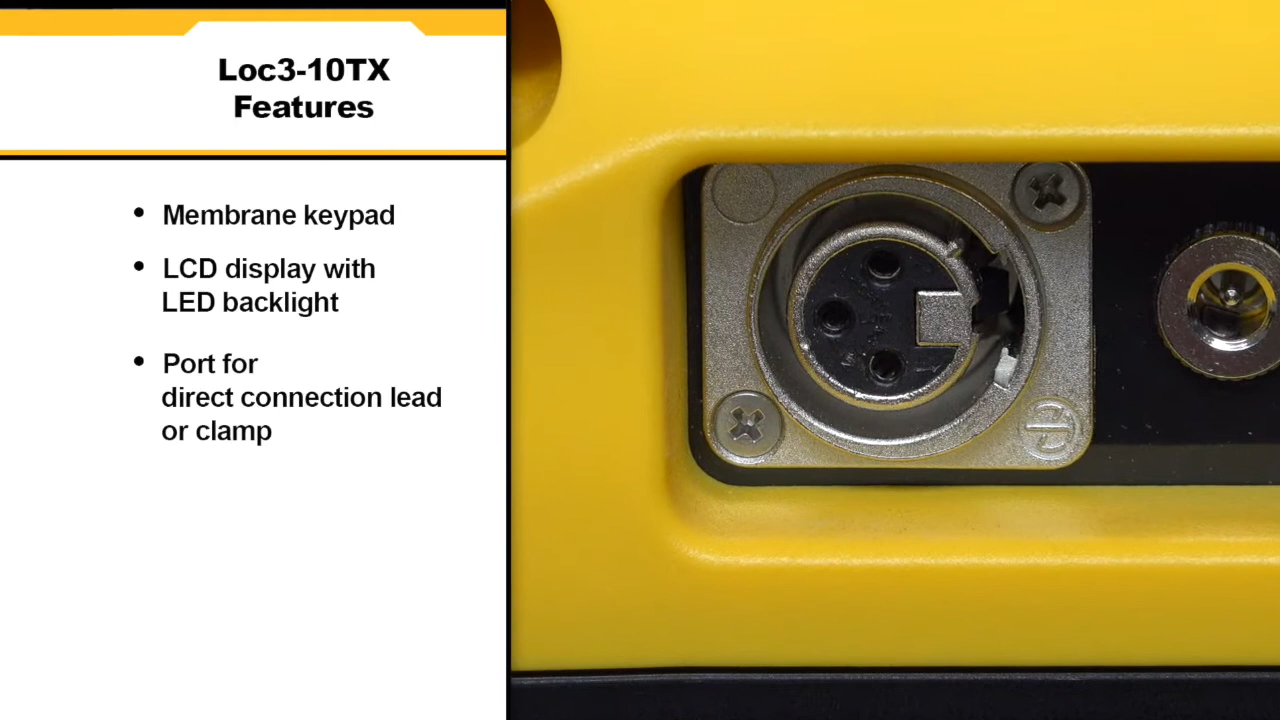 Loc3-10TX
Features
• Membrane keypad
• LCD display with
LED backlight
• Port for
direct connection lead
or clamp